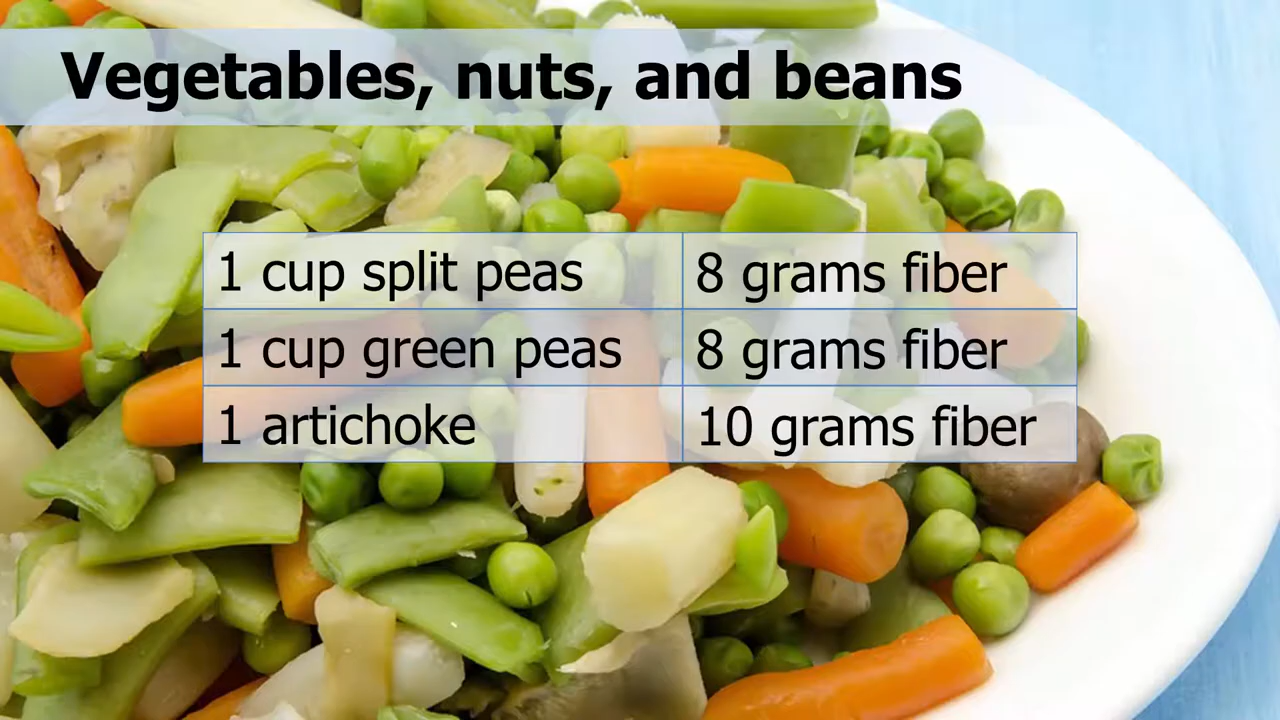 Vegetables, nuts, and beans
1 cup split peas 8 grams fiber
1 cup green peas 8 grams fiber
1 artichoke 10 grams fiber